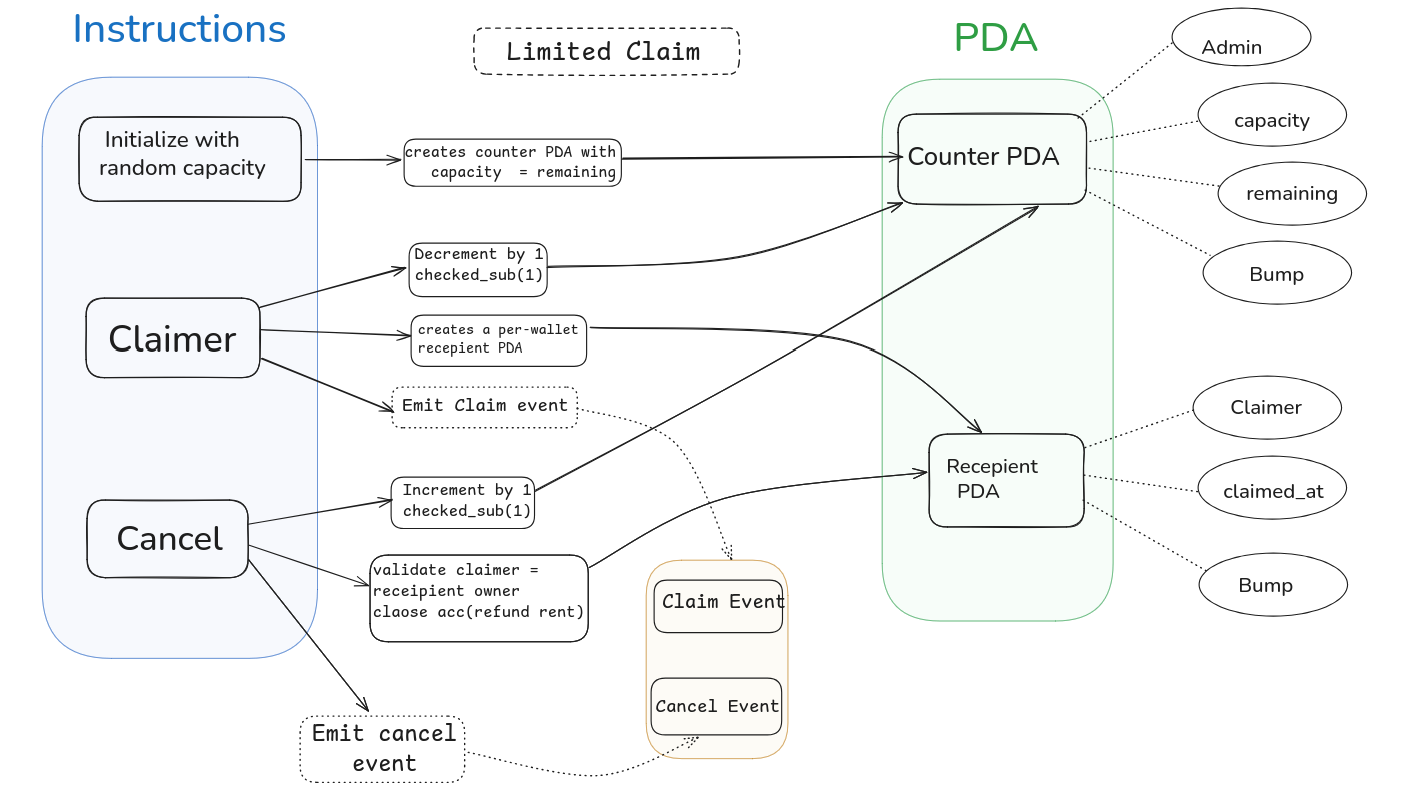 Instructions
Limited Claim
PDA
Admin
Initialize with
random capacity
creates counter PDA with
capacity = remaining
Counter PDA
capacity
remaining
Bump
Decrement by 1
checked_sub(1)
Claimer
creates a per-wallet
recepient PDA
Emit Claim event
Claimer
Recepient
PDA
claimed_at
Bump
Cancel
Increment by 1
checked_sub(1)
validate claimer =
receipient owner
claose acc(refund rent)
Claim Event
Cancel Event
Emit cancel
event